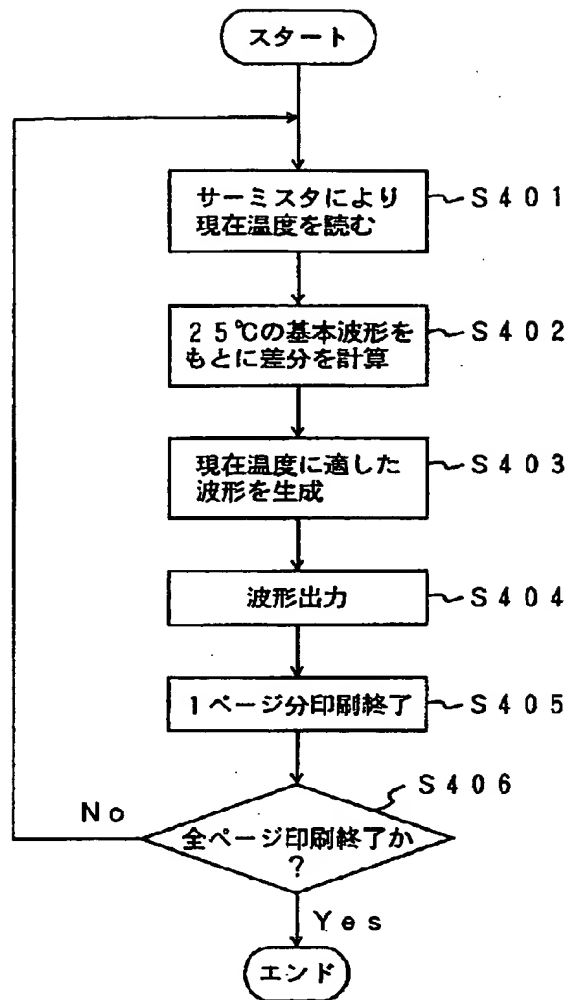 スタート
サーミスタにより
現在温度を読む
S401
25℃の基本波形を
もとに差分を計算
S402
現在温度に適した
波形を生成
S403
波形出力
S404
1ページ分印刷終了
S405
S406
No
全ページ印刷終了か
?
Yes
エンド